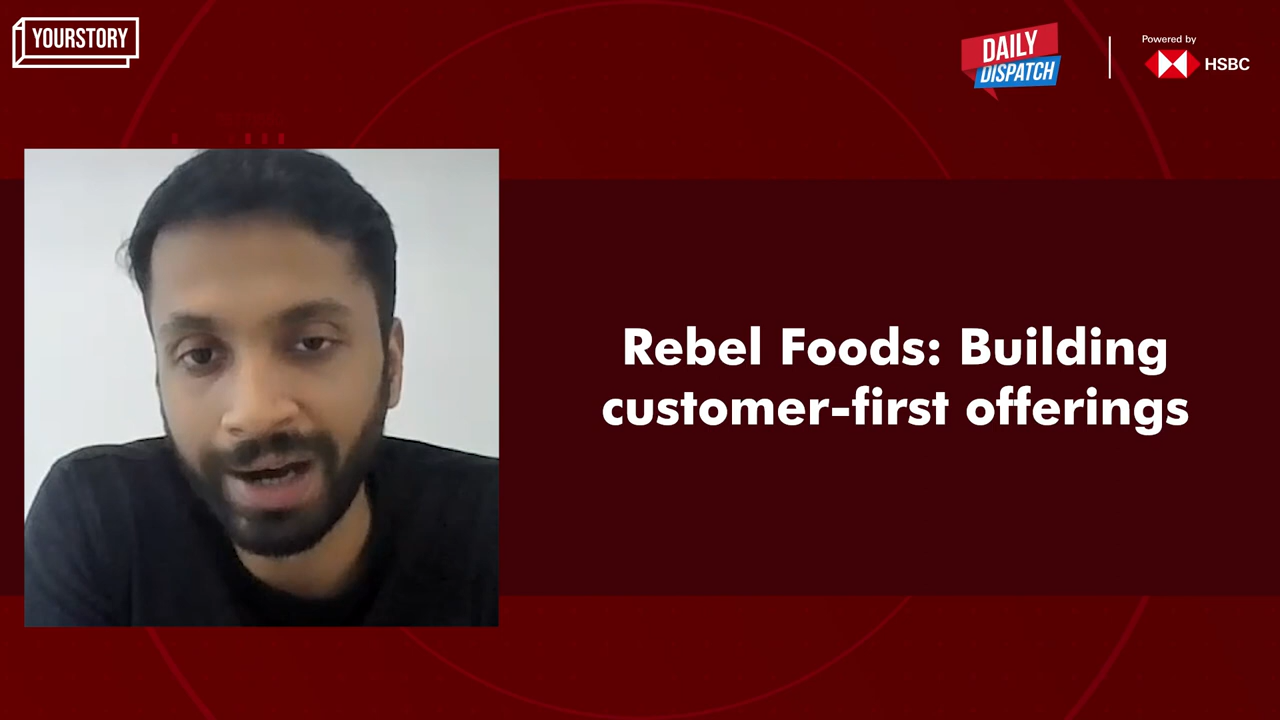 YOURSTORY
DAILY
DISPATCH
Powered by
HSBC
Rebel Foods: Building
customer-first offerings